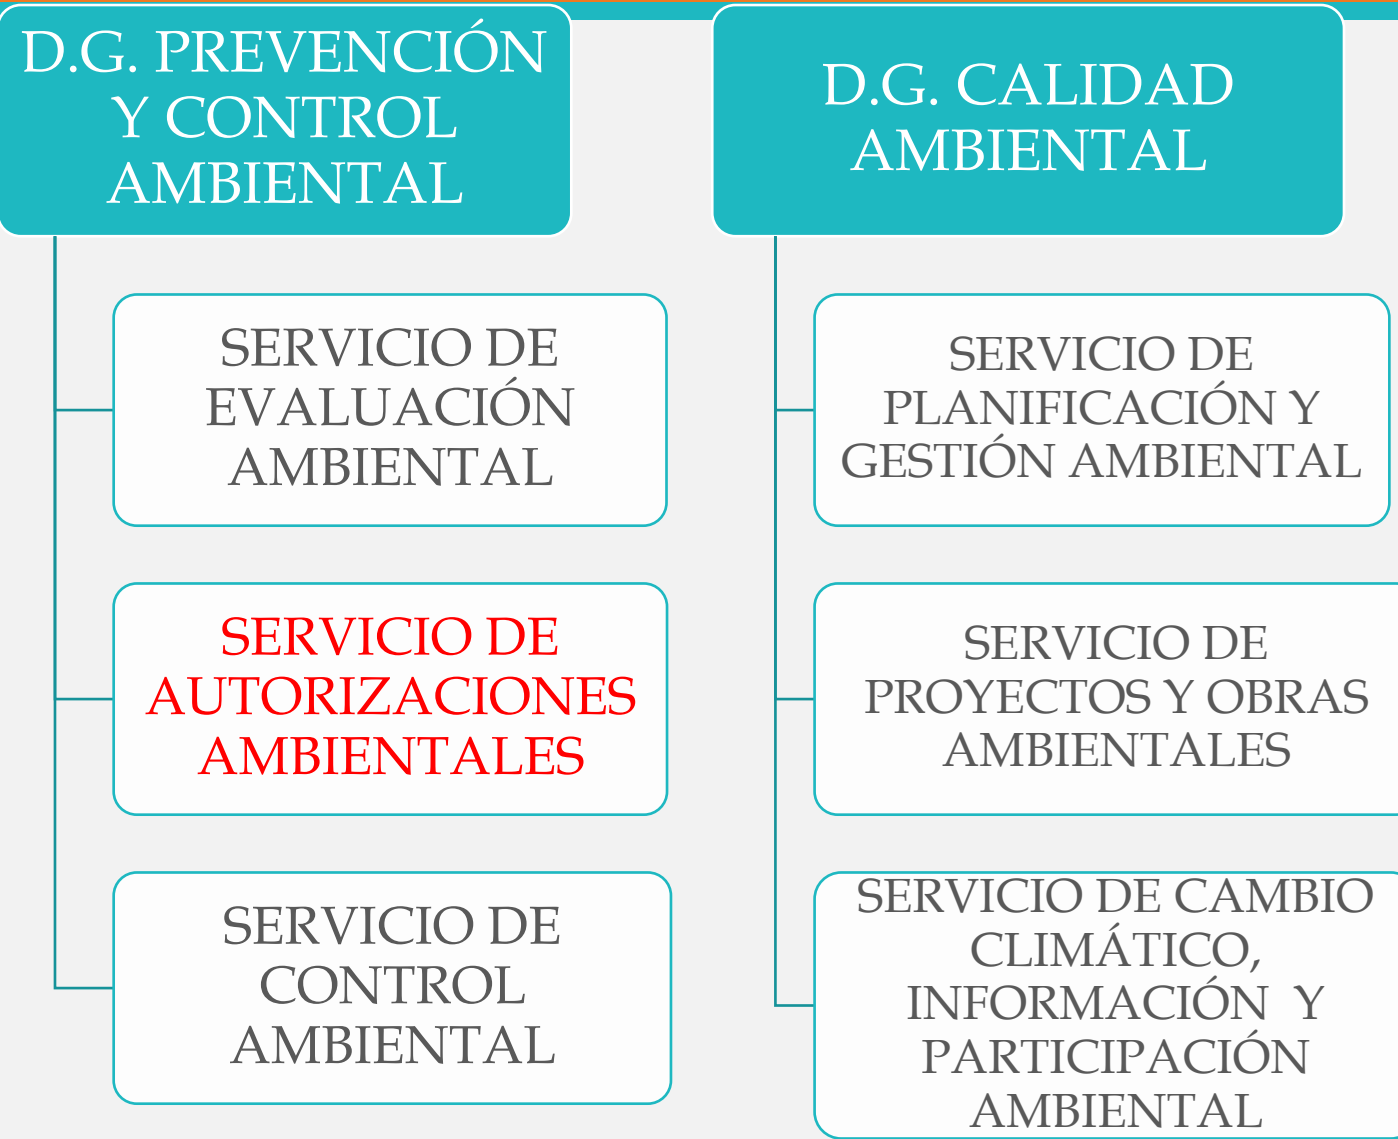 D.G. PREVENCIÓN
Y CONTROL
AMBIENTAL
SERVICIO DE
EVALUACIÓN
AMBIENTAL
SERVICIO DE
AUTORIZACIONES
AMBIENTALES
SERVICIO DE
CONTROL
AMBIENTAL
D.G. CALIDAD
AMBIENTAL
SERVICIO DE
PLANIFICACIÓN Y
GESTIÓN AMBIENTAL
SERVICIO DE
PROYECTOS Y OBRAS
AMBIENTALES
SERVICIO DE CAMBIO
CLIMÁTICO,
INFORMACIÓN Y
PARTICIPACIÓN
AMBIENTAL